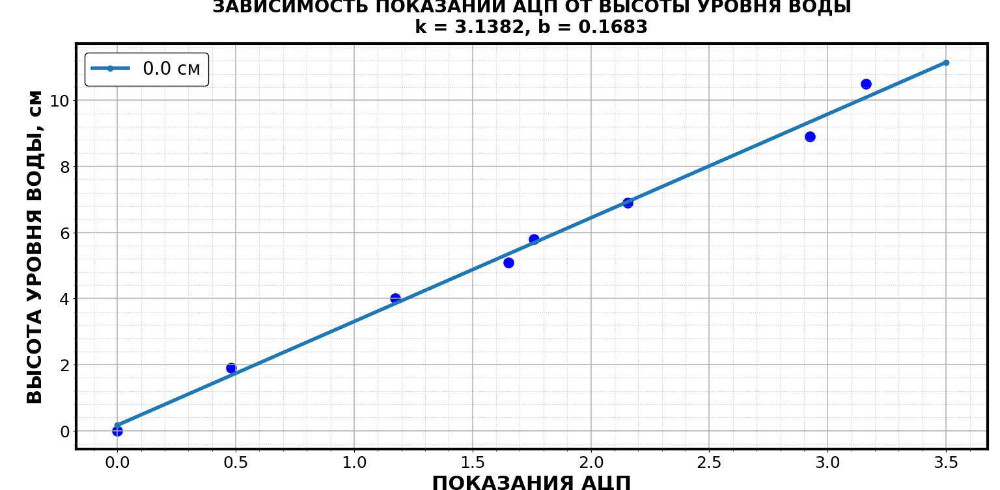 ЗАВИСИМОСТЬ ПОКАЗАНИЙ АЦП ОТ ВЫСОТЫ УРОВНЯ ВОДЫ
k = 3.1382, b = 0.1683
0.0 см
ВЫСОТА УРОВНЯ ВОДЫ, см
10
8
6
4
2
0
0.0 0.5 1.0 1.5 2.0 2.5 3.0 3.5
ПОКАЗАНИЯ АЦП